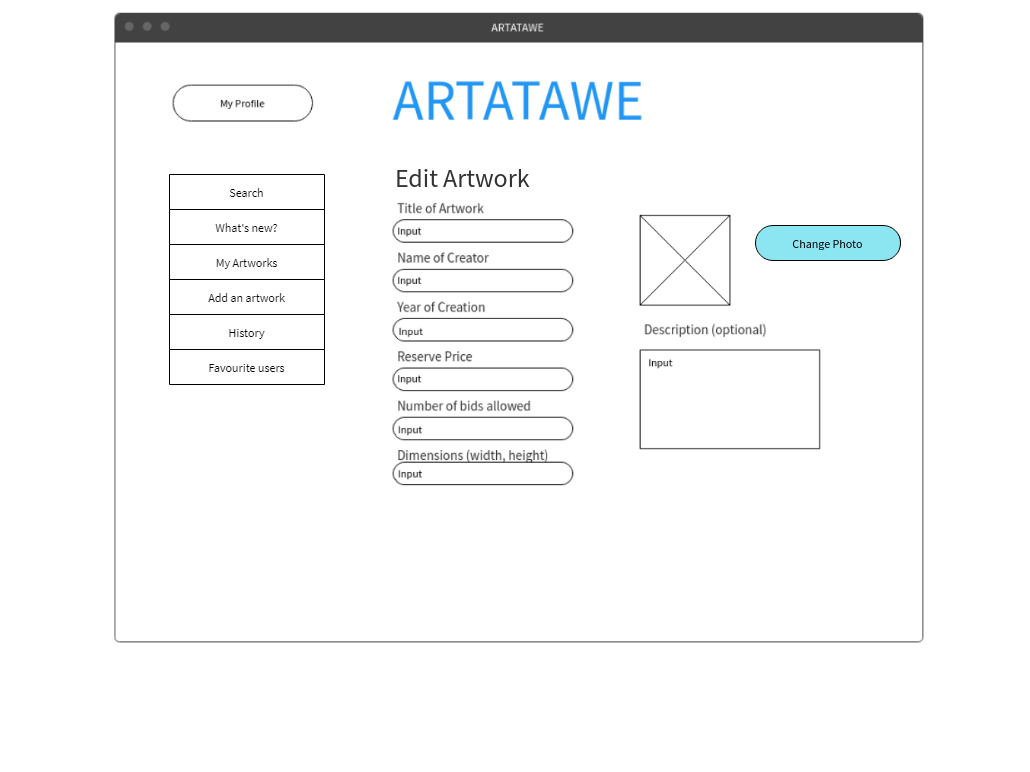 ARTATAWE
My Profile
ARTATAWE
Search
What's new?
My Artworks
Add an artwork
History
Favourite users
Edit Artwork
Title of Artwork
Input
Name of Creator
Input
Year of Creation
Input
Reserve Price
Input
Number of bids allowed
Input
Dimensions (width, height)
Input
Change Photo
Description (optional)
Input